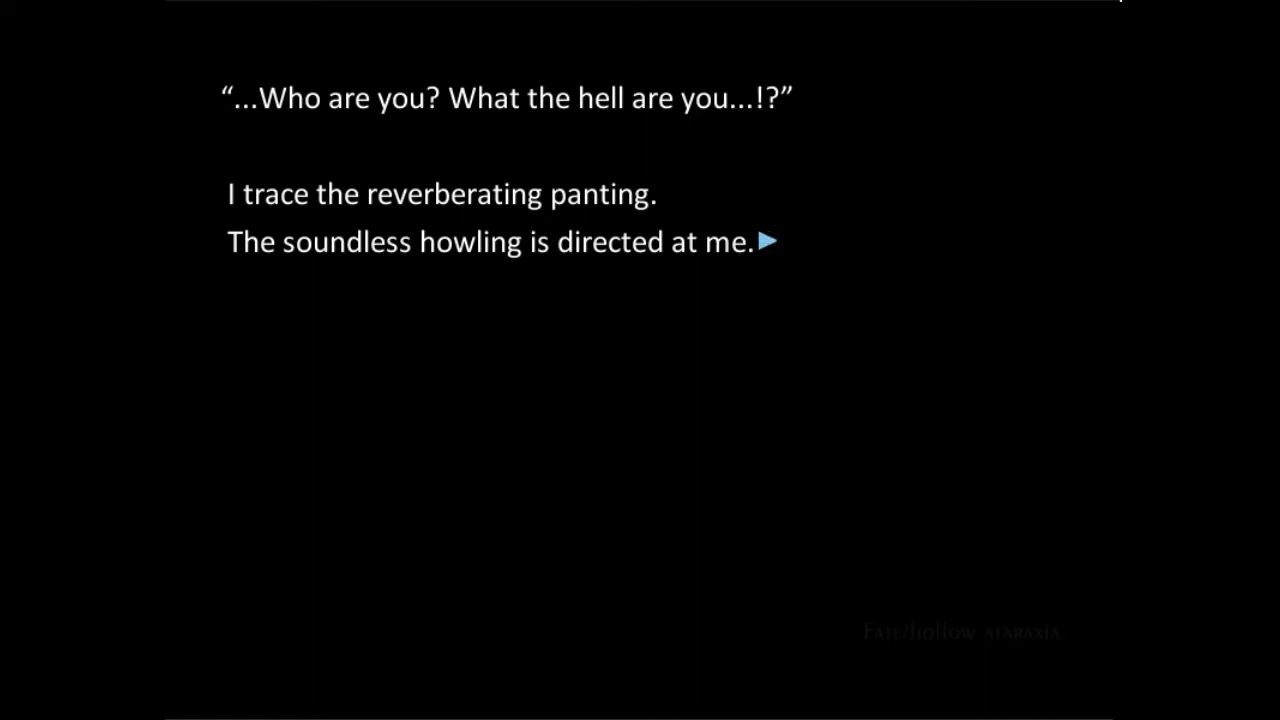 “...Who are you? What the hell are you...!?”
I trace the reverberating panting.
The soundless howling is directed at me.
Fate/hollow ataraxia